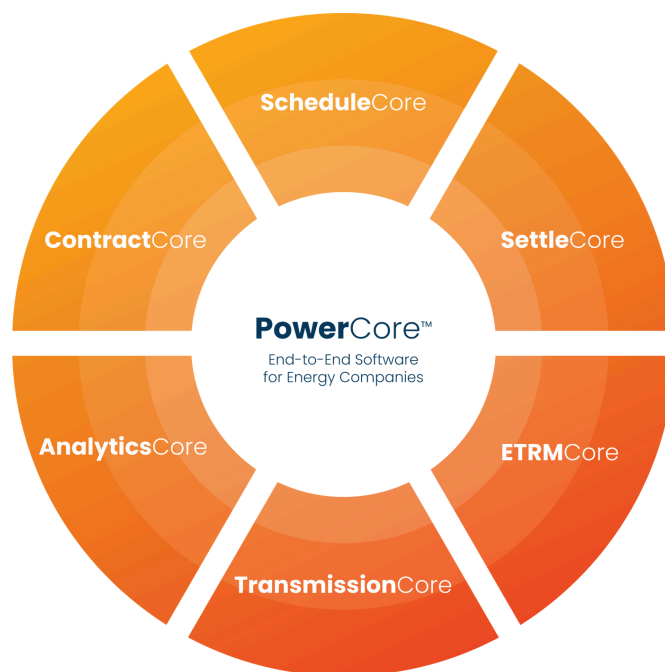 ScheduleCore
ContractCore
SettleCore
PowerCore™
End-to-End Software
for Energy Companies
AnalyticsCore
ETRMCore
TransmissionCore